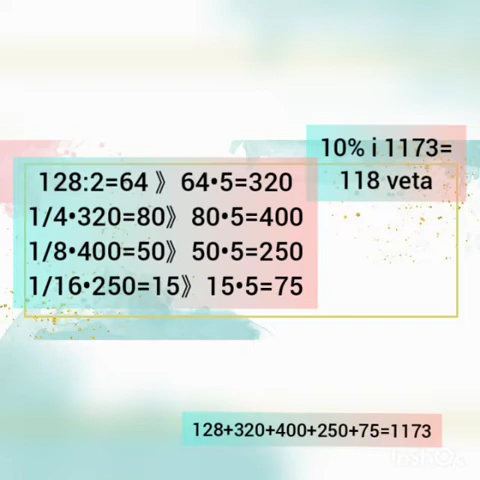 10% i 1173=
118 veta
128:2=64 》 64•5=320
1/4•320=80》 80•5=400
1/8•400=50》 50•5=250
1/16•250=15》 15•5=75
128+320+400+250+75=1173